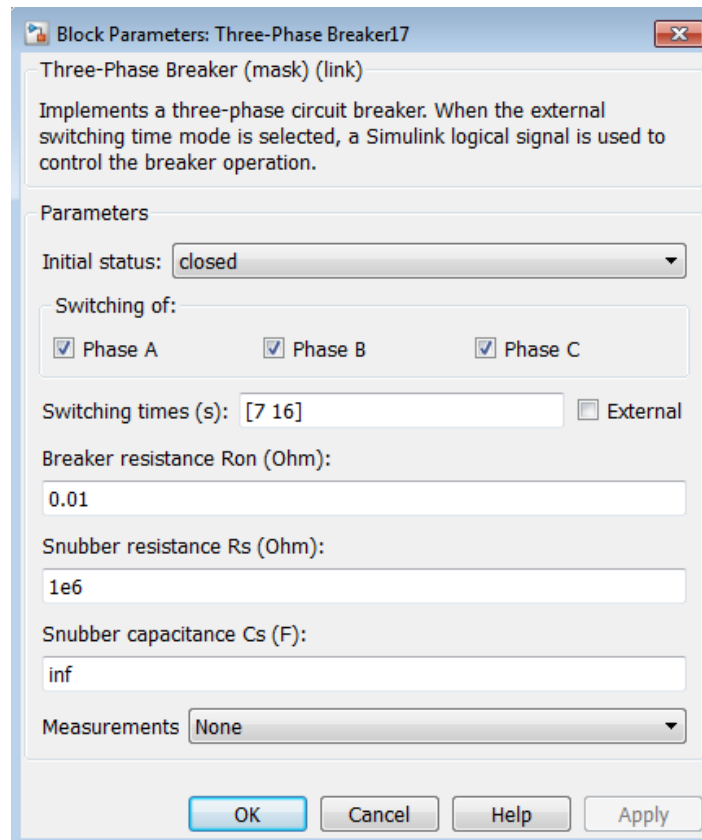 Block Parameters: Three-Phase Breaker17
Three-Phase Breaker (mask) (link)
Implements a three-phase circuit breaker. When the external
switching time mode is selected, a Simulink logical signal is used to
control the breaker operation.
Parameters
Initial status: closed
Switching of:
Phase A Phase B Phase C
Switching times (s): [7 16] External
Breaker resistance Ron (Ohm):
0.01
Snubber resistance Rs (Ohm):
1e6
Snubber capacitance Cs (F):
inf
Measurements None
OK Cancel Help Apply